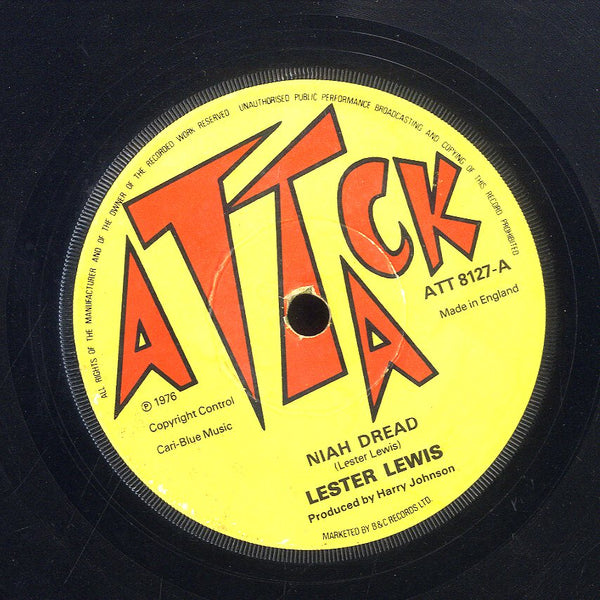 ALL RIGHTS OF THE MANUFACTURER AND OF THE OWNER OF THE RECORDED WORK RESERVED UNAUTHORISED PUBLIC PERFORMANCE BROADCASTING AND COPYING OF THIS RECORD PROHIBITED
ATTACK
ATT 8127-A
Made in England
℗ 1976
Copyright Control
Cari-Blue Music
NIAH DREAD
(Lester Lewis)
LESTER LEWIS
Produced by Harry Johnson
MARKETED BY B&C RECORDS LTD.